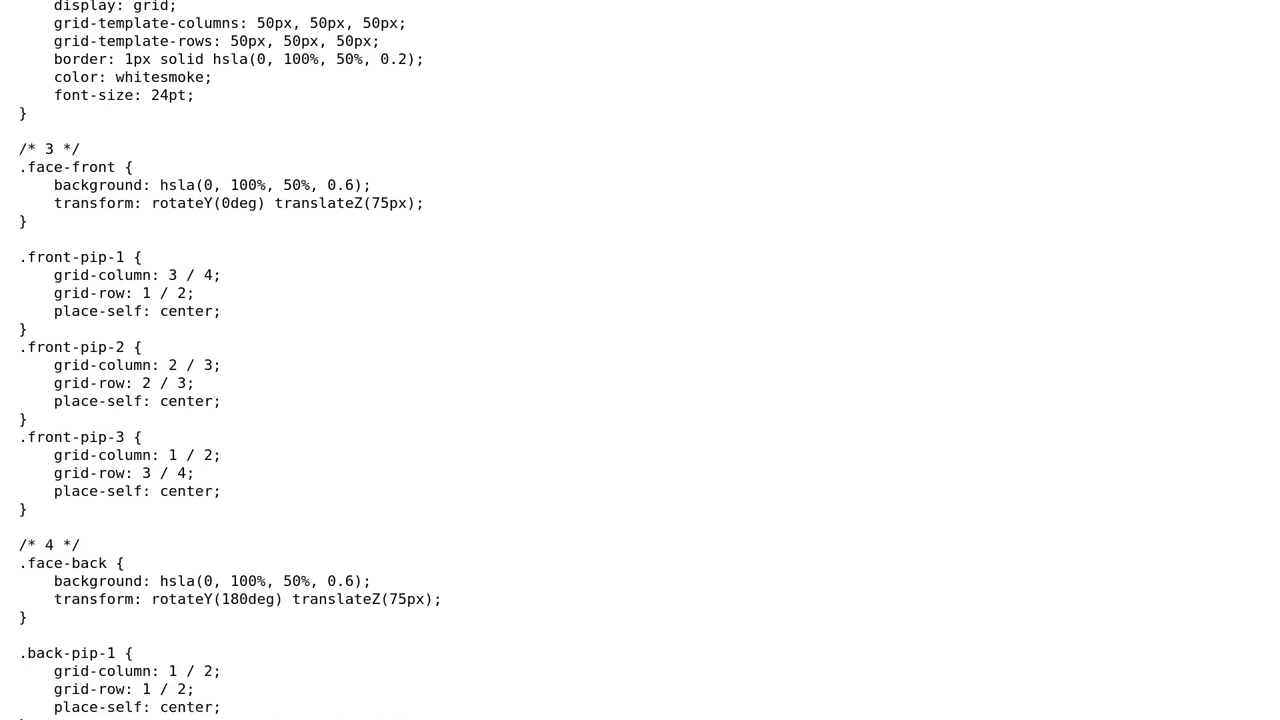 display: grid;
    grid-template-columns: 50px, 50px, 50px;
    grid-template-rows: 50px, 50px, 50px;
    border: 1px solid hsla(0, 100%, 50%, 0.2);
    color: whitesmoke;
    font-size: 24pt;
}

/* 3 */
.face-front {
    background: hsla(0, 100%, 50%, 0.6);
    transform: rotateY(0deg) translateZ(75px);
}

.front-pip-1 {
    grid-column: 3 / 4;
    grid-row: 1 / 2;
    place-self: center;
}
.front-pip-2 {
    grid-column: 2 / 3;
    grid-row: 2 / 3;
    place-self: center;
}
.front-pip-3 {
    grid-column: 1 / 2;
    grid-row: 3 / 4;
    place-self: center;
}

/* 4 */
.face-back {
    background: hsla(0, 100%, 50%, 0.6);
    transform: rotateY(180deg) translateZ(75px);
}

.back-pip-1 {
    grid-column: 1 / 2;
    grid-row: 1 / 2;
    place-self: center;